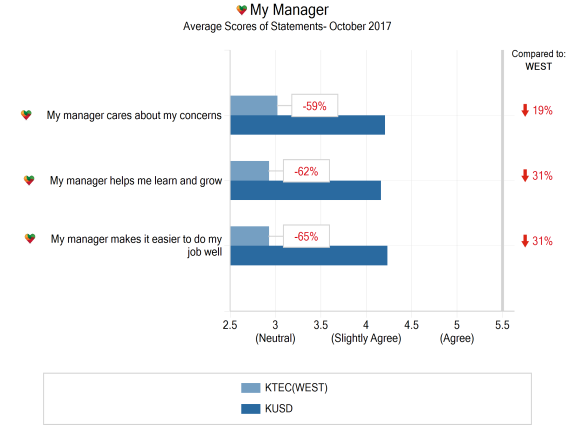 My Manager
Average Scores of Statements- October 2017
Compared to:
WEST
My manager cares about my concerns
-59%
19%
My manager helps me learn and grow
-62%
31%
My manager makes it easier to do my
job well
-65%
31%
2.5 3 3.5 4 4.5 5 5.5
(Neutral) (Slightly Agree) (Agree)
KTEC(WEST)
KUSD